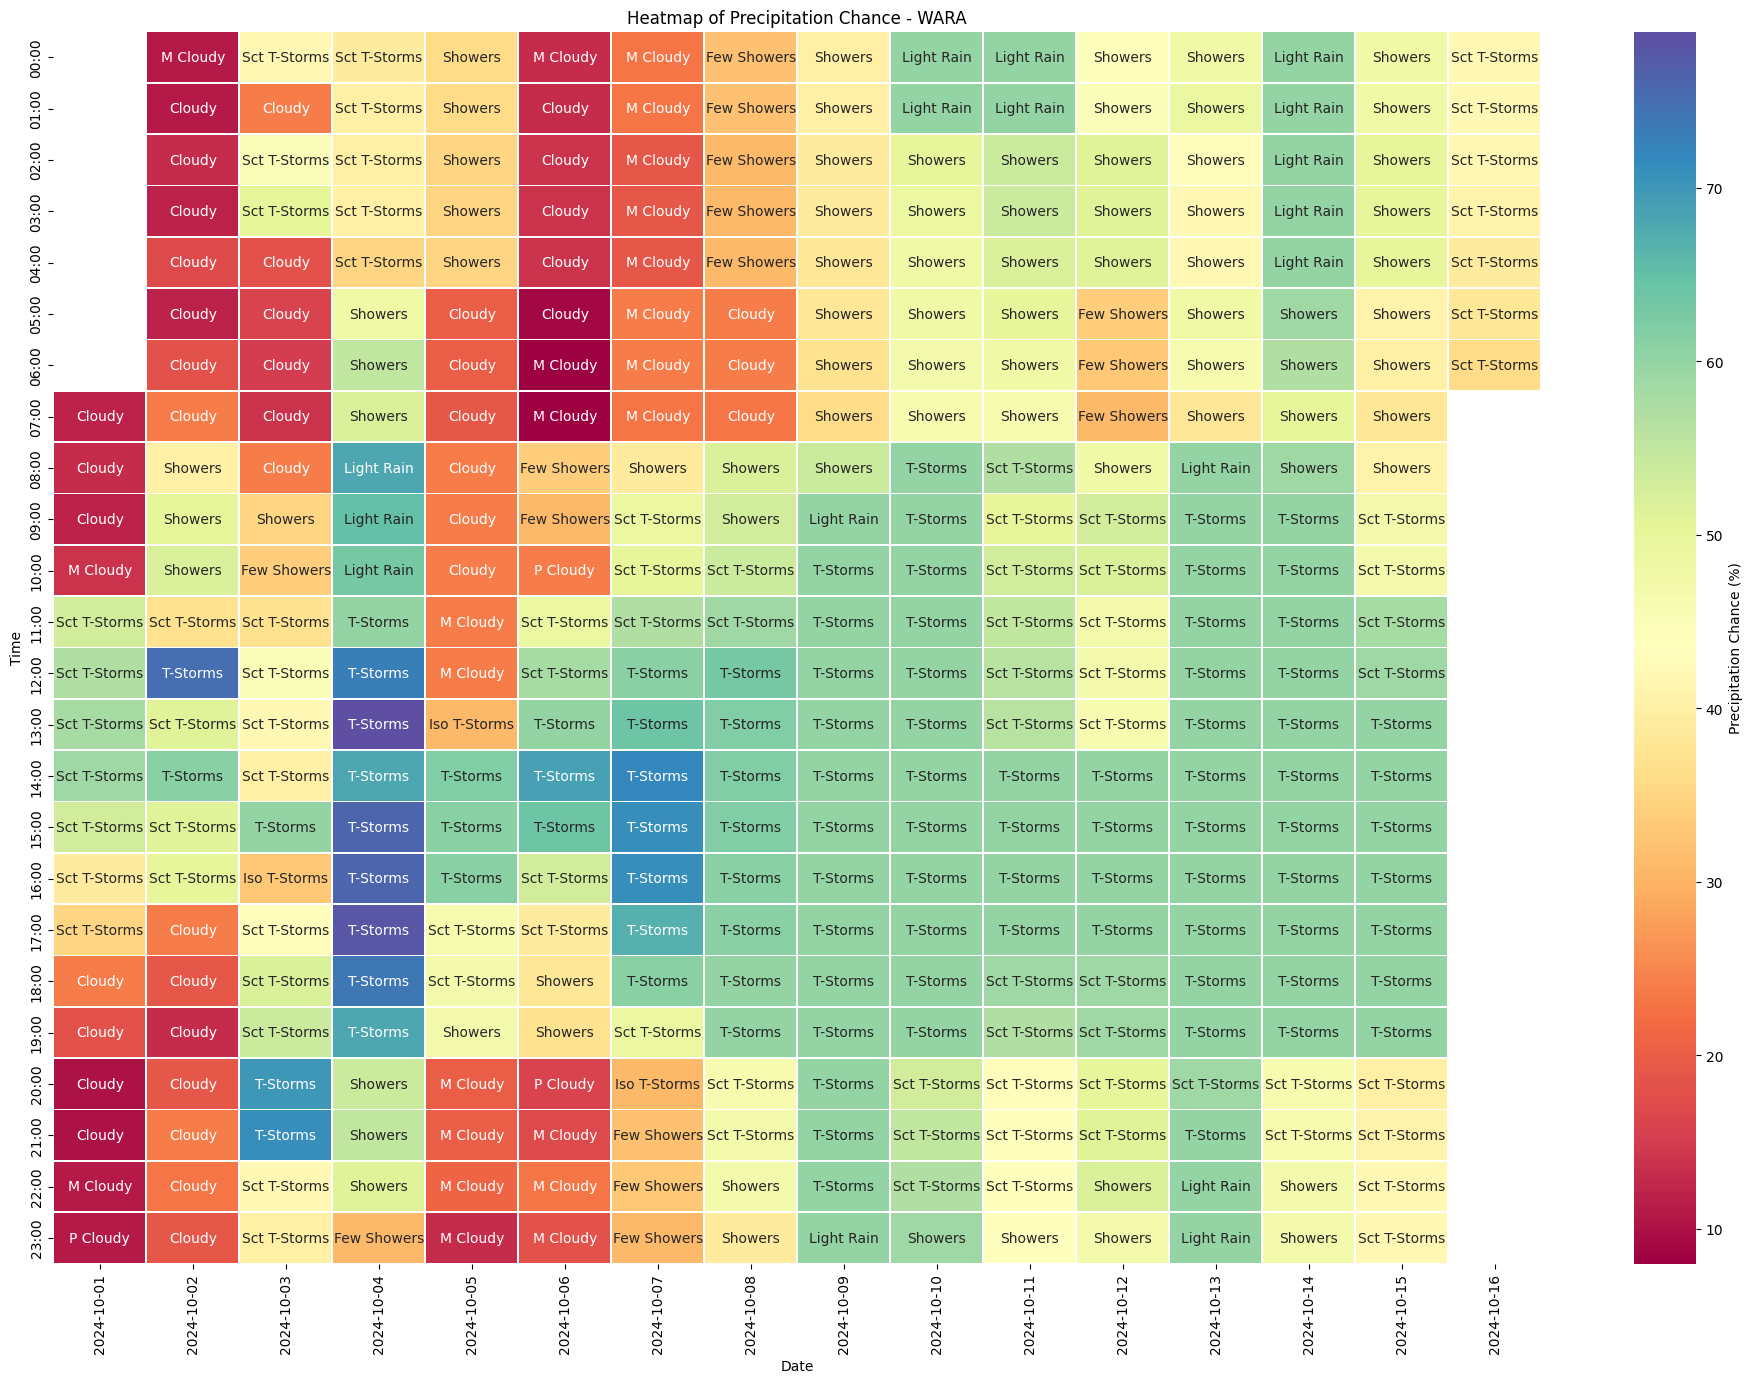 Heatmap of Precipitation Chance - WARA
00:00 M Cloudy Sct T-Storms Sct T-Storms Showers M Cloudy M Cloudy Few Showers Showers Light Rain Light Rain Showers Showers Light Rain Showers Sct T-Storms
01:00 Cloudy Cloudy Sct T-Storms Showers Cloudy M Cloudy Few Showers Showers Light Rain Light Rain Showers Showers Light Rain Showers Sct T-Storms
02:00 Cloudy Sct T-Storms Sct T-Storms Showers Cloudy M Cloudy Few Showers Showers Showers Showers Showers Showers Light Rain Showers Sct T-Storms
03:00 Cloudy Sct T-Storms Sct T-Storms Showers Cloudy M Cloudy Few Showers Showers Showers Showers Showers Showers Light Rain Showers Sct T-Storms
04:00 Cloudy Cloudy Sct T-Storms Showers Cloudy M Cloudy Few Showers Showers Showers Showers Showers Showers Light Rain Showers Sct T-Storms
05:00 Cloudy Cloudy Showers Cloudy Cloudy M Cloudy Cloudy Showers Showers Showers Few Showers Showers Showers Showers Sct T-Storms
06:00 Cloudy Cloudy Showers Cloudy M Cloudy M Cloudy Cloudy Showers Showers Showers Few Showers Showers Showers Showers Sct T-Storms
07:00 Cloudy Cloudy Cloudy Showers Cloudy M Cloudy M Cloudy Cloudy Showers Showers Showers Few Showers Showers Showers Showers
08:00 Cloudy Showers Cloudy Light Rain Cloudy Few Showers Showers Showers Showers T-Storms Sct T-Storms Showers Light Rain Showers Showers
09:00 Cloudy Showers Showers Light Rain Cloudy Few Showers Sct T-Storms Showers Light Rain T-Storms Sct T-Storms Sct T-Storms T-Storms T-Storms Sct T-Storms
10:00 M Cloudy Showers Few Showers Light Rain Cloudy P Cloudy Sct T-Storms Sct T-Storms T-Storms T-Storms Sct T-Storms Sct T-Storms T-Storms T-Storms Sct T-Storms
11:00 Sct T-Storms Sct T-Storms Sct T-Storms T-Storms M Cloudy Sct T-Storms Sct T-Storms Sct T-Storms T-Storms T-Storms Sct T-Storms Sct T-Storms T-Storms T-Storms Sct T-Storms
12:00 Sct T-Storms T-Storms Sct T-Storms T-Storms M Cloudy Sct T-Storms T-Storms T-Storms T-Storms T-Storms Sct T-Storms Sct T-Storms T-Storms T-Storms Sct T-Storms
13:00 Sct T-Storms Sct T-Storms Sct T-Storms T-Storms Iso T-Storms T-Storms T-Storms T-Storms T-Storms T-Storms Sct T-Storms Sct T-Storms T-Storms T-Storms T-Storms
14:00 Sct T-Storms T-Storms Sct T-Storms T-Storms T-Storms T-Storms T-Storms T-Storms T-Storms T-Storms T-Storms T-Storms T-Storms T-Storms T-Storms
15:00 Sct T-Storms Sct T-Storms T-Storms T-Storms T-Storms T-Storms T-Storms T-Storms T-Storms T-Storms T-Storms T-Storms T-Storms T-Storms T-Storms
16:00 Sct T-Storms Sct T-Storms Iso T-Storms T-Storms T-Storms Sct T-Storms T-Storms T-Storms T-Storms T-Storms T-Storms T-Storms T-Storms T-Storms T-Storms
17:00 Sct T-Storms Cloudy Sct T-Storms T-Storms Sct T-Storms Sct T-Storms T-Storms T-Storms T-Storms T-Storms T-Storms T-Storms T-Storms T-Storms T-Storms
18:00 Cloudy Cloudy Sct T-Storms T-Storms Sct T-Storms Showers T-Storms T-Storms T-Storms T-Storms Sct T-Storms Sct T-Storms T-Storms T-Storms T-Storms
19:00 Cloudy Cloudy Sct T-Storms T-Storms Showers Showers Sct T-Storms T-Storms T-Storms T-Storms Sct T-Storms Sct T-Storms T-Storms T-Storms T-Storms
20:00 Cloudy Cloudy T-Storms Showers M Cloudy P Cloudy Iso T-Storms Sct T-Storms T-Storms Sct T-Storms Sct T-Storms Sct T-Storms Sct T-Storms Sct T-Storms Sct T-Storms
21:00 Cloudy Cloudy T-Storms Showers M Cloudy M Cloudy Few Showers Sct T-Storms T-Storms Sct T-Storms Sct T-Storms Sct T-Storms T-Storms Sct T-Storms Sct T-Storms
22:00 M Cloudy Cloudy Sct T-Storms Showers M Cloudy M Cloudy Few Showers Showers T-Storms Sct T-Storms Sct T-Storms Showers Light Rain Showers Sct T-Storms
23:00 P Cloudy Cloudy Sct T-Storms Few Showers M Cloudy M Cloudy Few Showers Showers Light Rain Showers Showers Showers Light Rain Showers Sct T-Storms
Time
2024-10-01 2024-10-02 2024-10-03 2024-10-04 2024-10-05 2024-10-06 2024-10-07 2024-10-08 2024-10-09 2024-10-10 2024-10-11 2024-10-12 2024-10-13 2024-10-14 2024-10-15 2024-10-16
Date
70
60
50
40
30
20
10
Precipitation Chance (%)